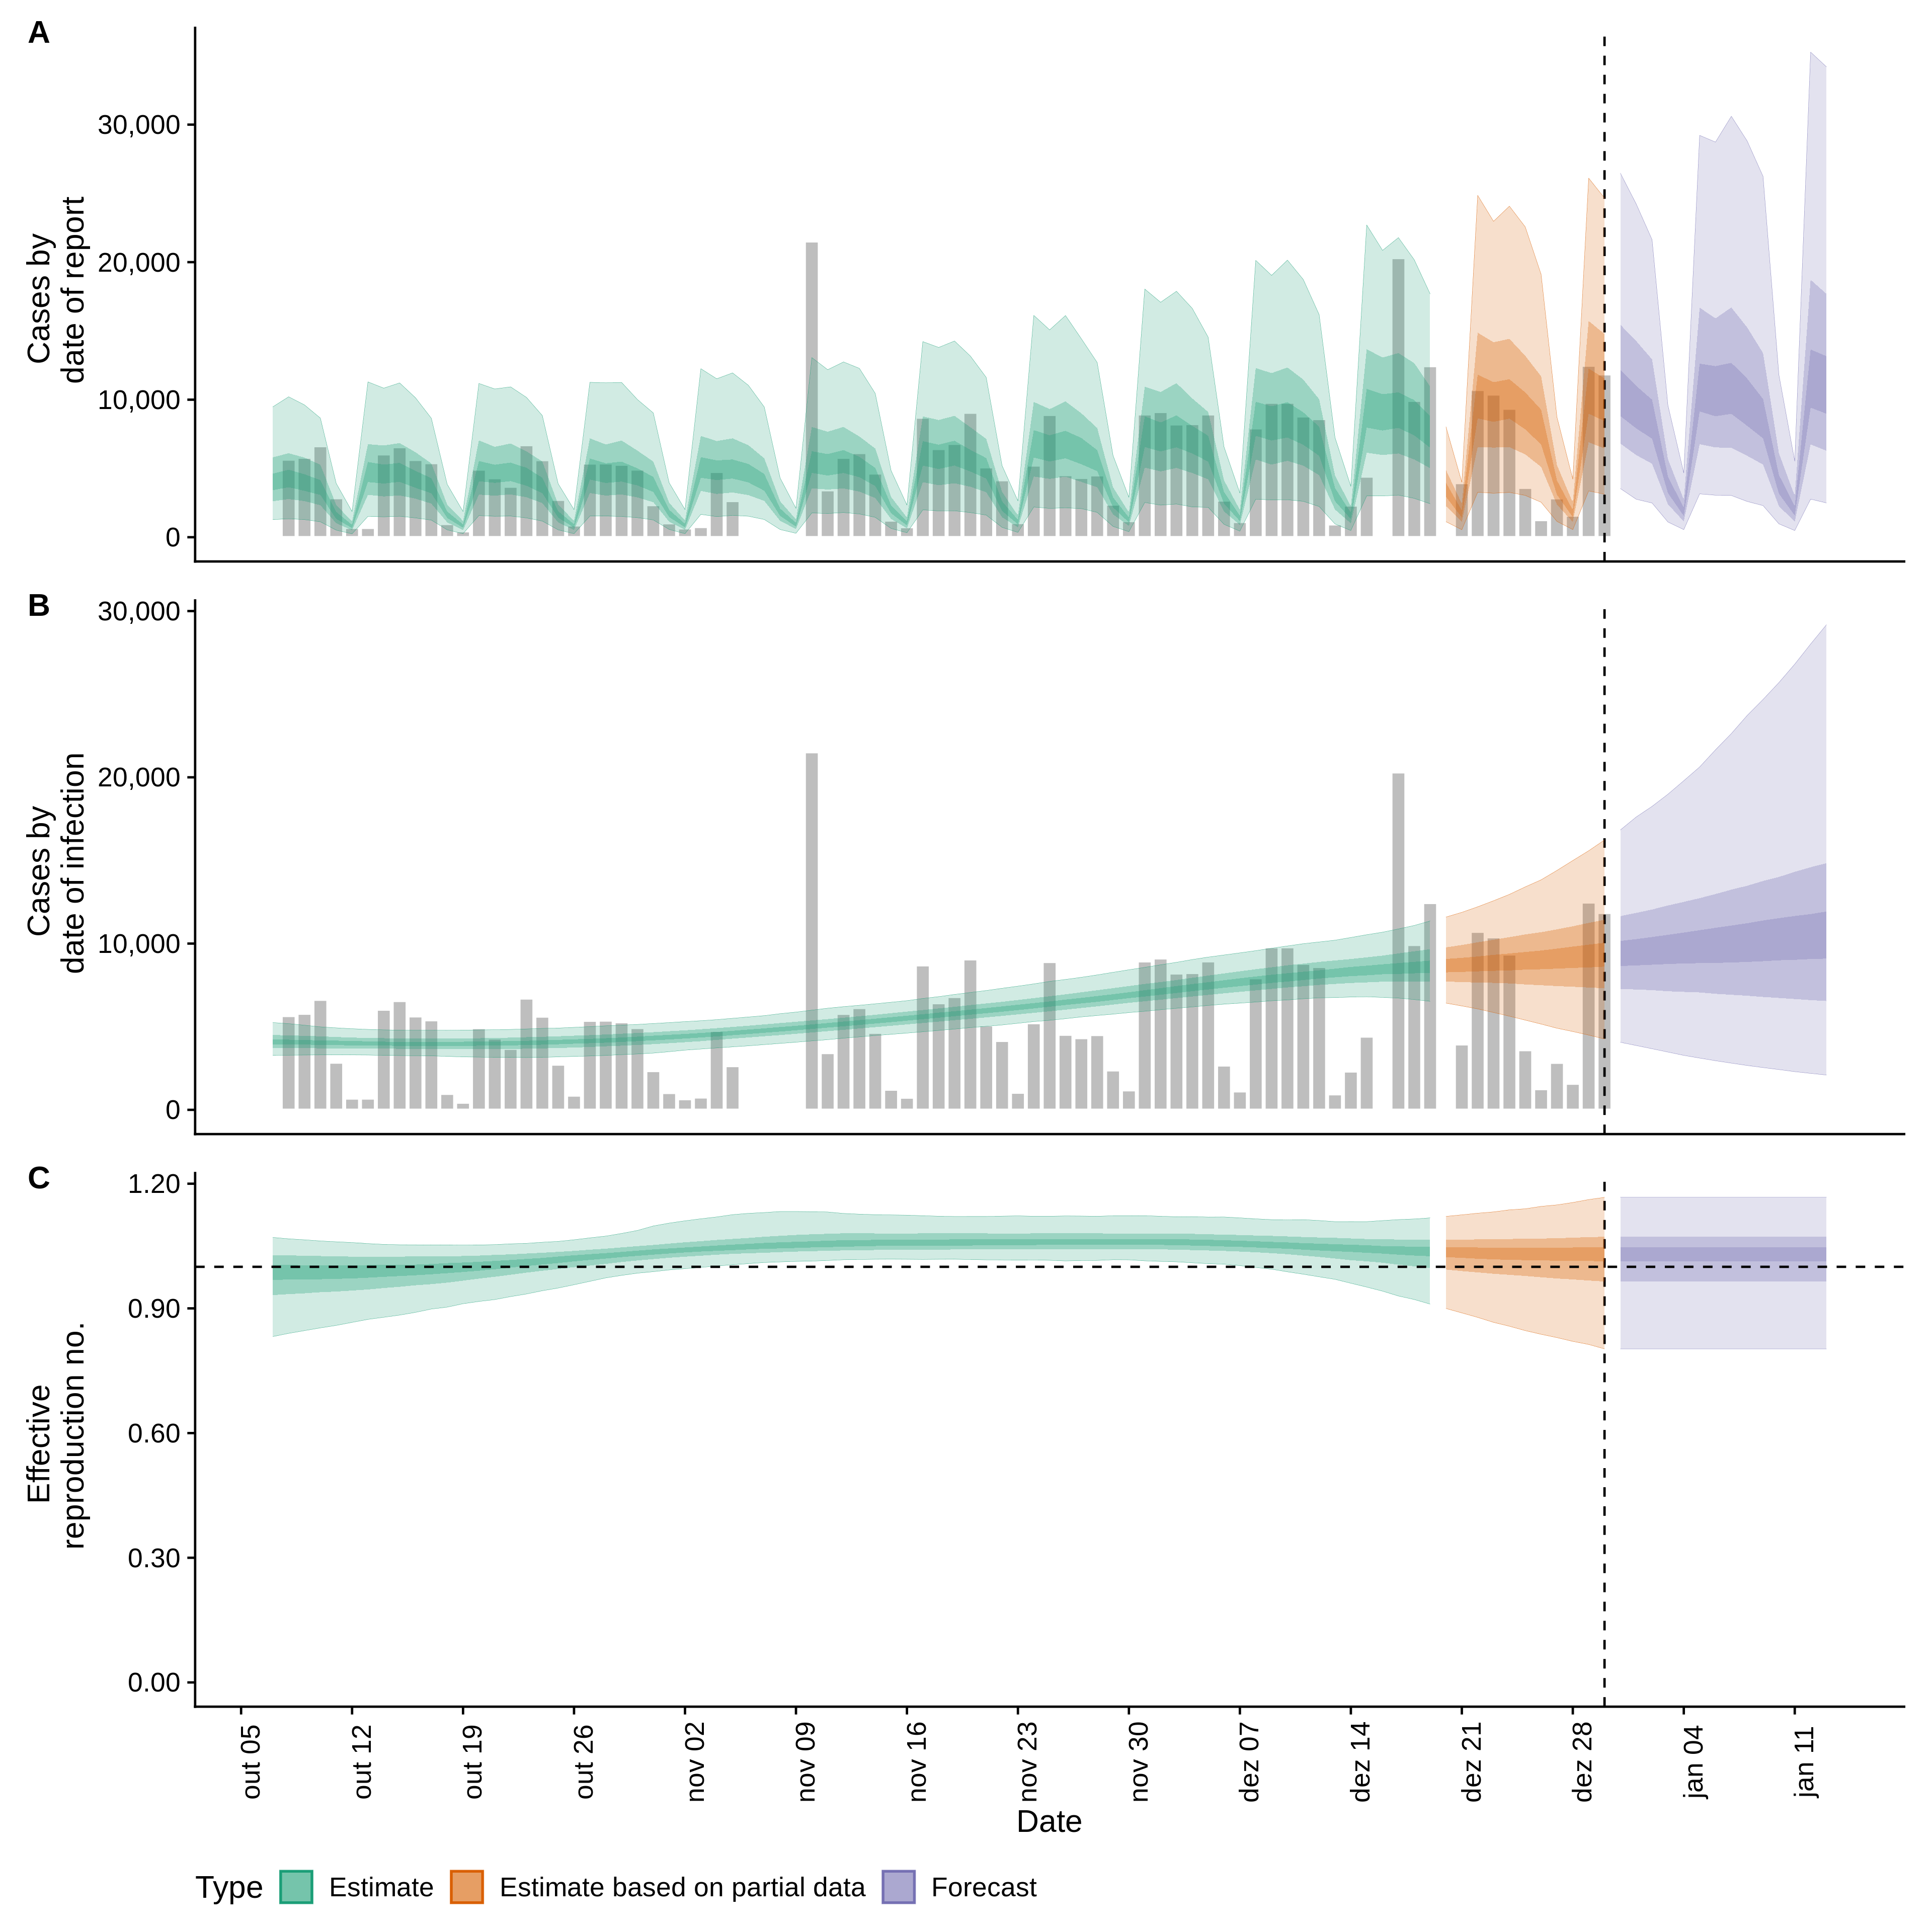 A
30,000
20,000
10,000
0
Cases by
date of report
B
30,000
20,000
10,000
0
Cases by
date of infection
C
1.20
0.90
0.60
0.30
0.00
Effective
reproduction no.
out 05
out 12
out 19
out 26
nov 02
nov 09
nov 16
nov 23
nov 30
dez 07
dez 14
dez 21
dez 28
jan 04
jan 11
Date
Type Estimate Estimate based on partial data Forecast